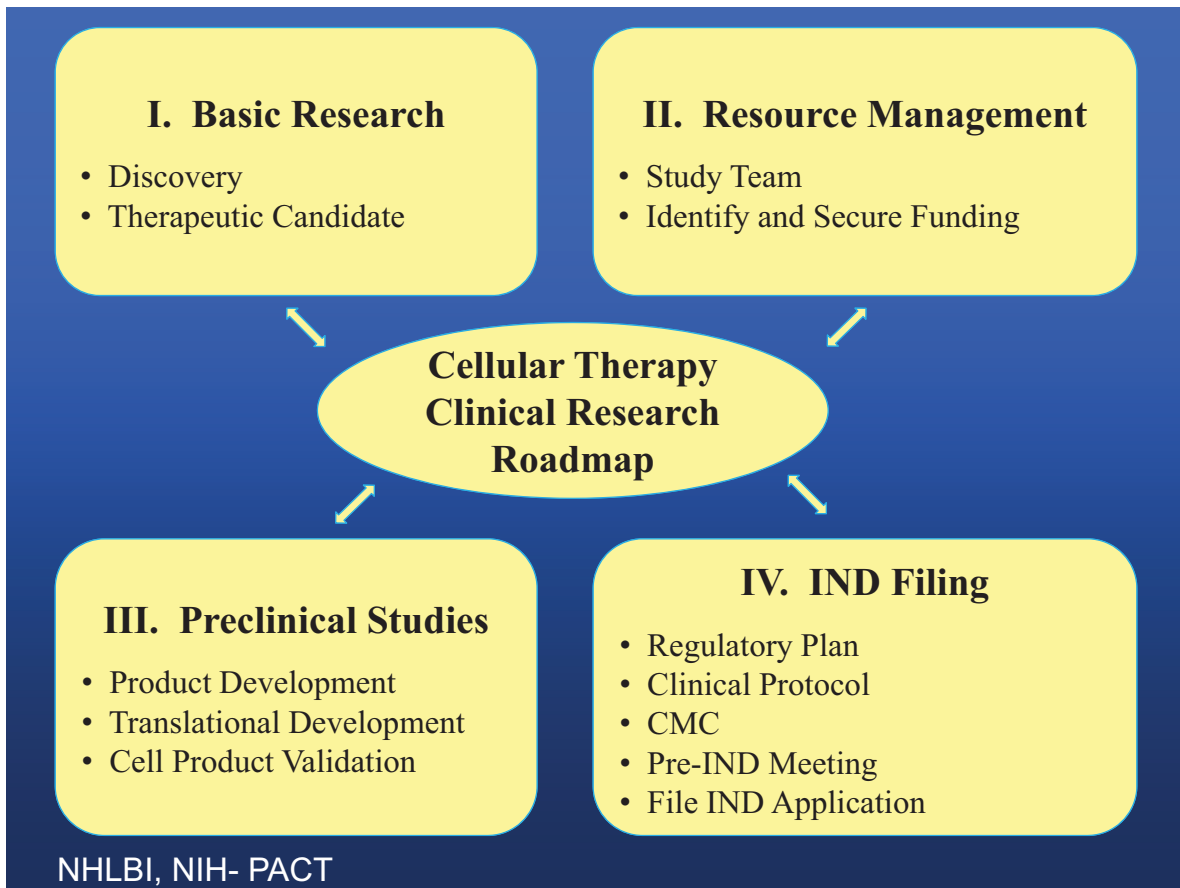 I. Basic Research
• Discovery
• Therapeutic Candidate
II. Resource Management
• Study Team
• Identify and Secure Funding
Cellular Therapy
Clinical Research
Roadmap
III. Preclinical Studies
• Product Development
• Translational Development
• Cell Product Validation
IV. IND Filing
• Regulatory Plan
• Clinical Protocol
• CMC
• Pre-IND Meeting
• File IND Application
NHLBI, NIH- PACT